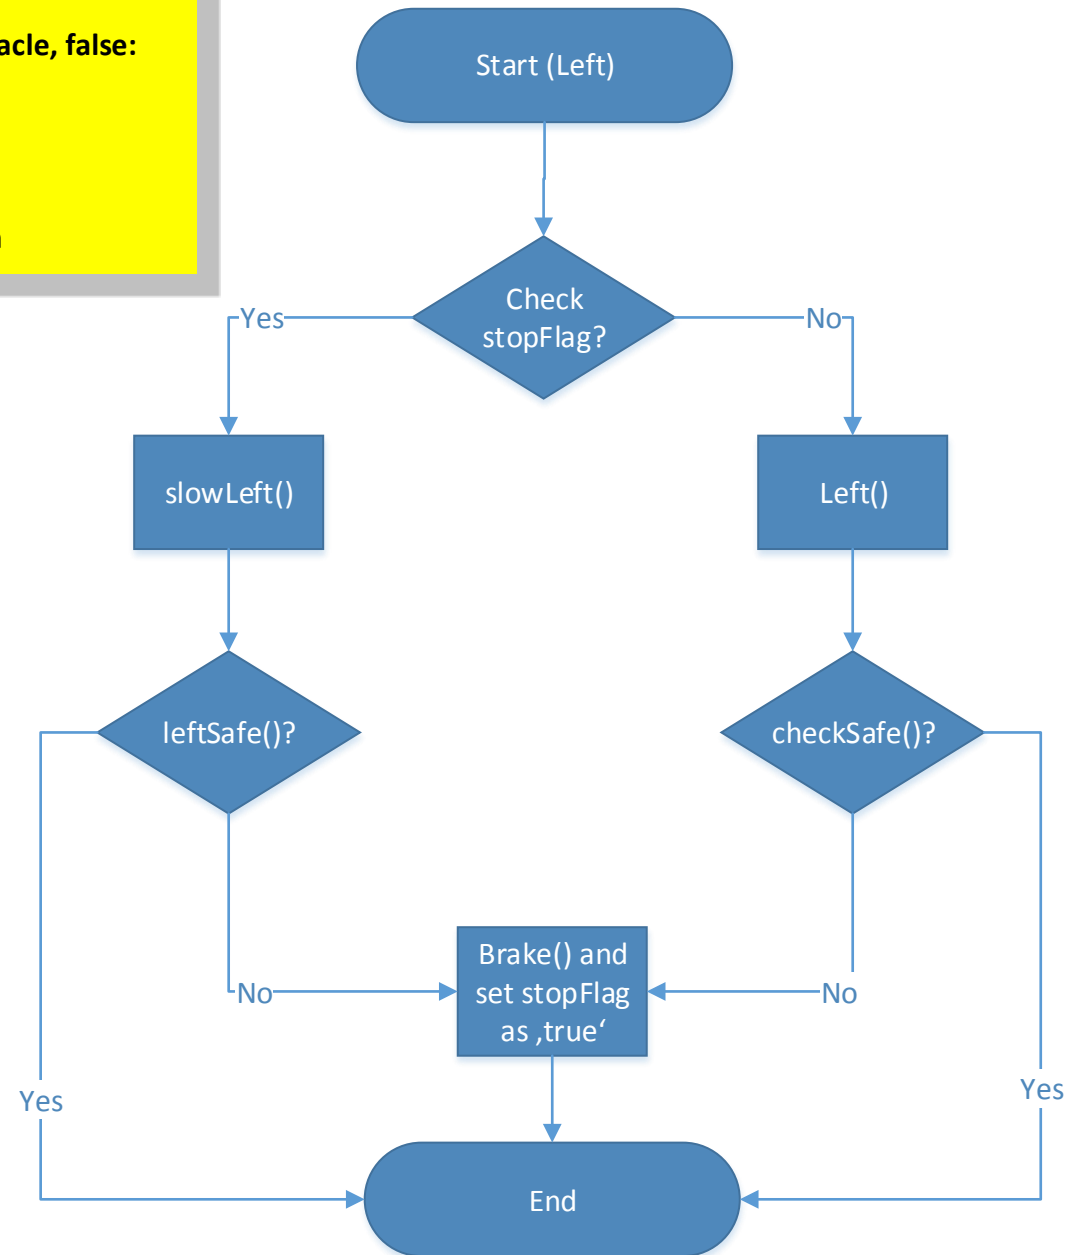 acle, false:
Start (Left)
Check
stopFlag?
Yes
No
slowLeft()
Left()
leftSafe()?
checkSafe()?
Brake() and
set stopFlag
as ‚true‘
No
No
Yes
Yes
End